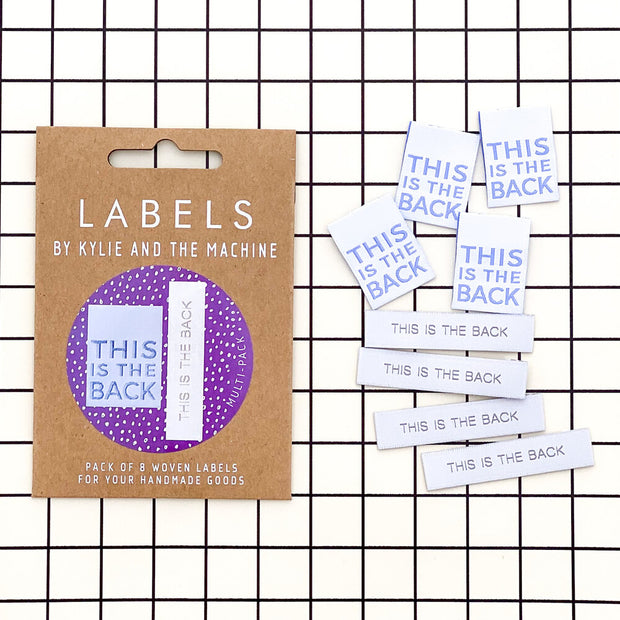 LABELS
BY KYLIE AND THE MACHINE
THIS
IS THE
BACK
THIS IS THE BACK
MULTI-PACK
PACK OF 8 WOVEN LABELS
FOR YOUR HANDMADE GOODS
THIS
IS THE
BACK
THIS
IS THE
BACK
THIS
IS THE
BACK
THIS
IS THE
BACK
THIS IS THE BACK
THIS IS THE BACK
THIS IS THE BACK
THIS IS THE BACK